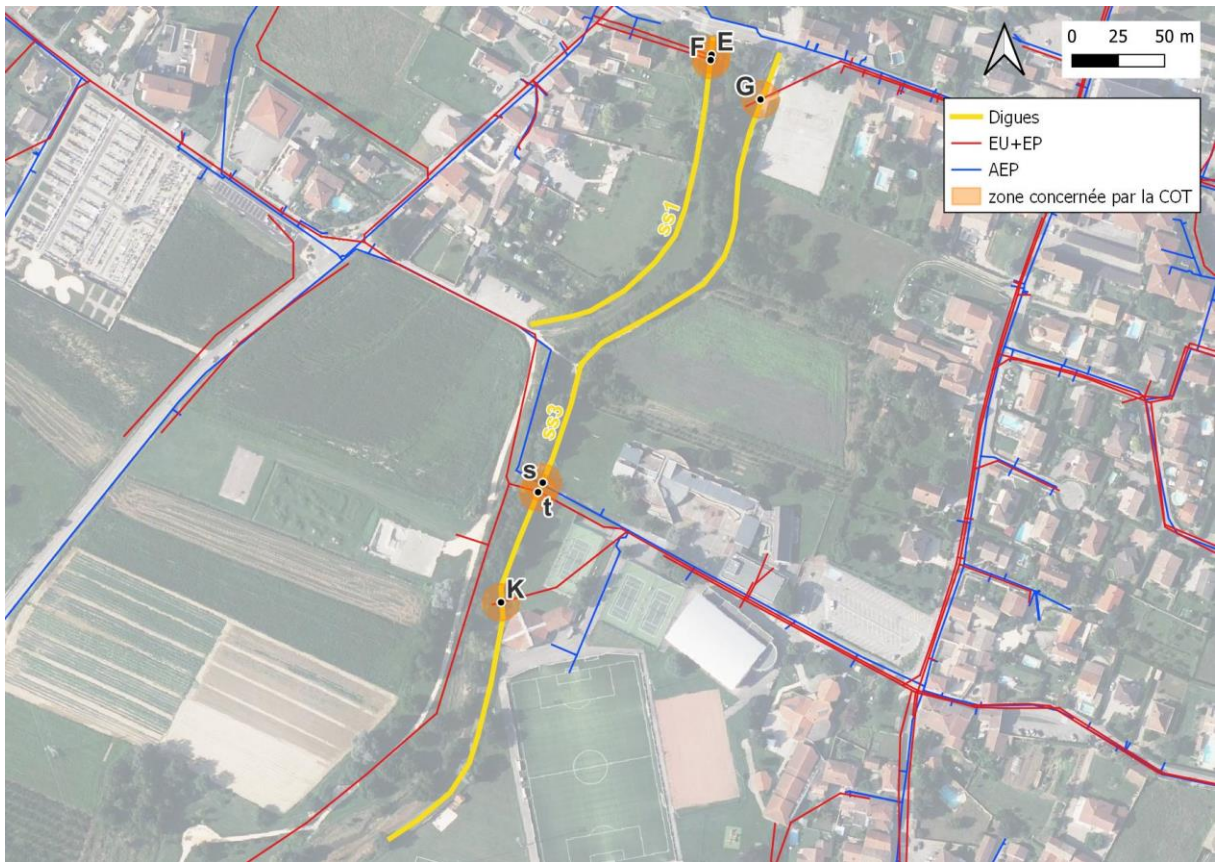 F E
G
0 25 50 m
Digues
EU+EP
AEP
zone concernée par la COT
ss1
ss3
s
t
K